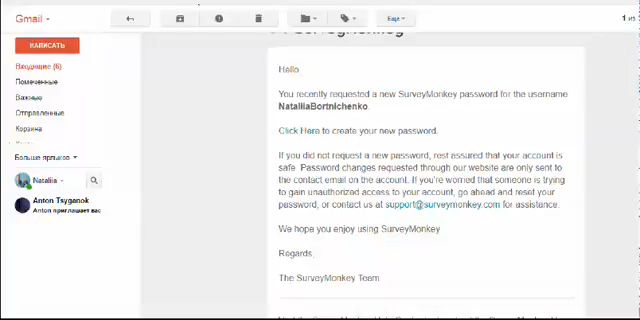 Gmail
Ещё
1 из
НАПИСАТЬ
Входящие (6)
Помеченные
Важные
Отправленные
Корзина
Больше ярлыков
Nataliia
Anton Tsyganok
Anton приглашает вас
Hello,
You recently requested a new SurveyMonkey password for the username
NataliiaBortnichenko.
Click Here to create your new password.
If you did not request a new password, rest assured that your account is
safe. Password changes requested through our website are only sent to
the contact email on the account. If you're worried that someone is trying
to gain unauthorized access to your account, go ahead and reset your
password, or contact us at support@surveymonkey.com for assistance.
We hope you enjoy using SurveyMonkey
Regards,
The SurveyMonkey Team